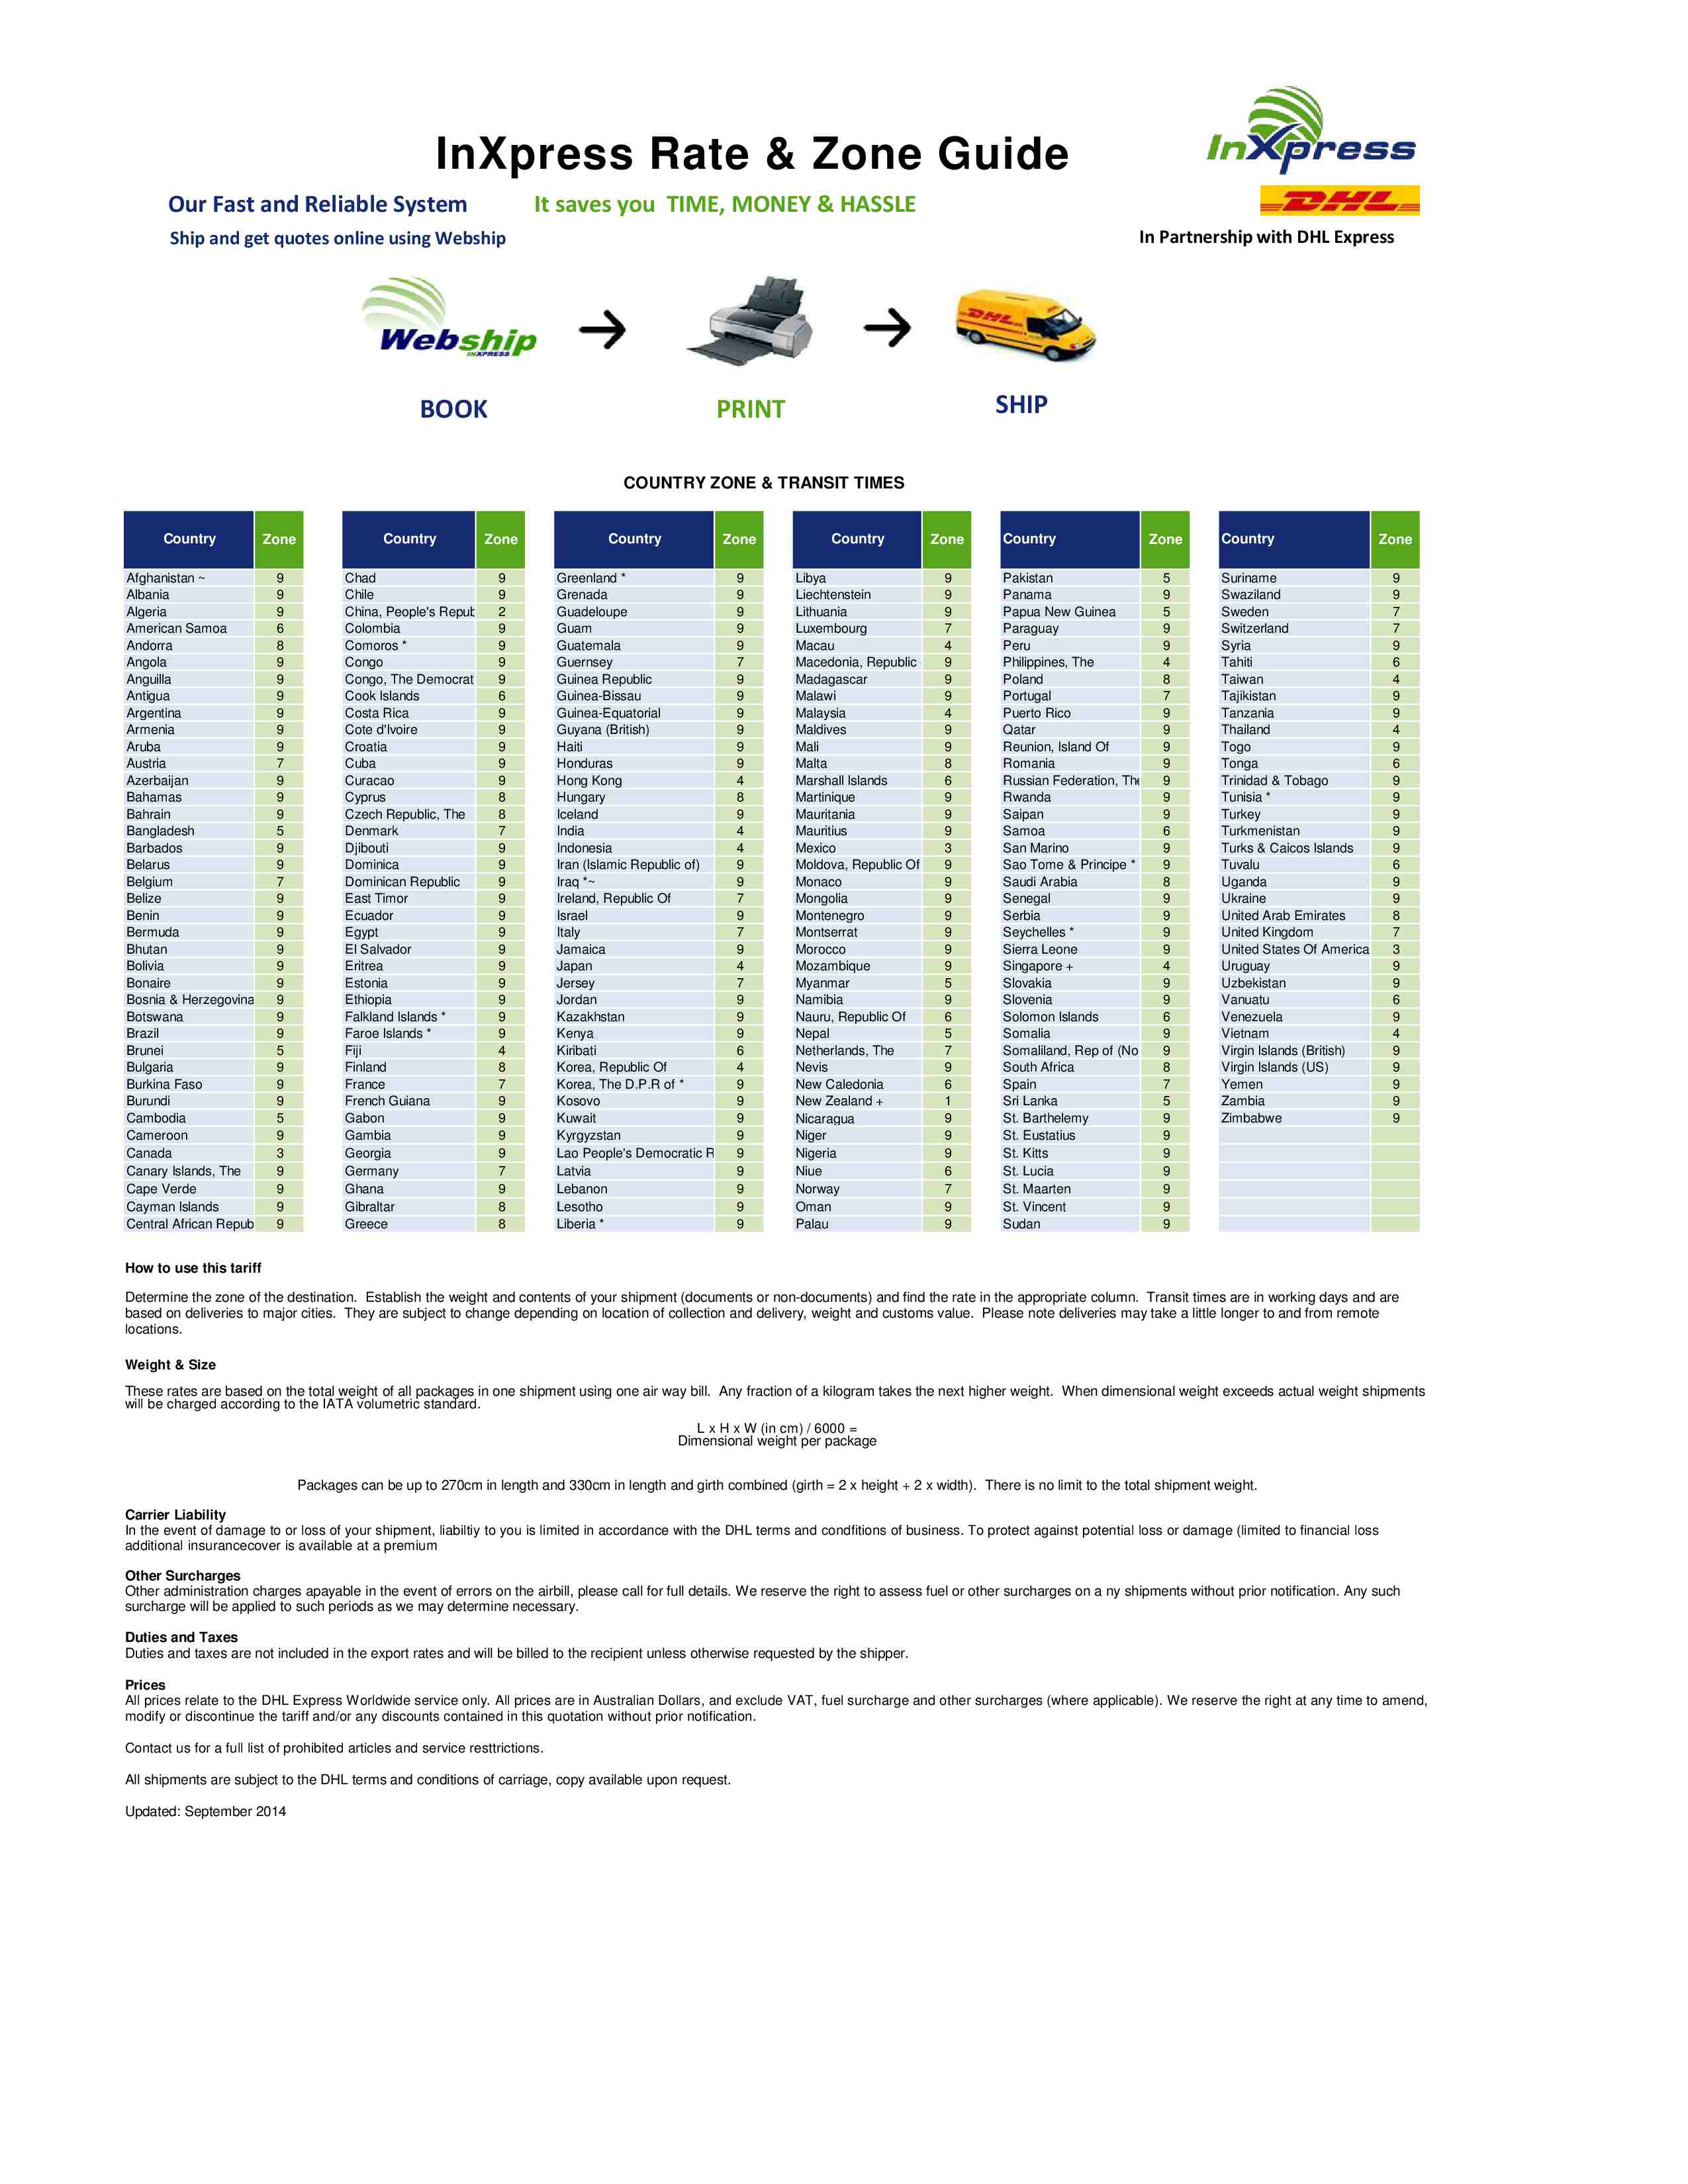 InXpress Rate & Zone Guide
InXpress
DHL
Our Fast and Reliable System
It saves you TIME, MONEY & HASSLE
Ship and get quotes online using Webship
In Partnership with DHL Express
Webship
INXPRESS
DHL
BOOK
PRINT
SHIP
COUNTRY ZONE & TRANSIT TIMES
Country Zone Country Zone Country Zone Country Zone Country Zone Country Zone
Afghanistan ~ 9 Chad 9 Greenland * 9 Libya 9 Pakistan 5 Suriname 9
Albania 9 Chile 9 Grenada 9 Liechtenstein 9 Panama 9 Swaziland 9
Algeria 9 China, People's Repub 2 Guadeloupe 9 Lithuania 9 Papua New Guinea 5 Sweden 7
American Samoa 6 Colombia 9 Guam 9 Luxembourg 7 Paraguay 9 Switzerland 7
Andorra 8 Comoros * 9 Guatemala 9 Macau 4 Peru 9 Syria 9
Angola 9 Congo 9 Guernsey 7 Macedonia, Republic 9 Philippines, The 4 Tahiti 6
Anguilla 9 Congo, The Democrat 9 Guinea Republic 9 Madagascar 9 Poland 8 Taiwan 4
Antigua 9 Cook Islands 6 Guinea-Bissau 9 Malawi 9 Portugal 7 Tajikistan 9
Argentina 9 Costa Rica 9 Guinea-Equatorial 9 Malaysia 4 Puerto Rico 9 Tanzania 9
Armenia 9 Cote d'Ivoire 9 Guyana (British) 9 Maldives 9 Qatar 9 Thailand 4
Aruba 9 Croatia 9 Haiti 9 Mali 9 Reunion, Island Of 9 Togo 9
Austria 7 Cuba 9 Honduras 9 Malta 8 Romania 9 Tonga 6
Azerbaijan 9 Curacao 9 Hong Kong 4 Marshall Islands 6 Russian Federation, The 9 Trinidad & Tobago 9
Bahamas 9 Cyprus 8 Hungary 8 Martinique 9 Rwanda 9 Tunisia * 9
Bahrain 9 Czech Republic, The 8 Iceland 9 Mauritania 9 Saipan 9 Turkey 9
Bangladesh 5 Denmark 7 India 4 Mauritius 9 Samoa 6 Turkmenistan 9
Barbados 9 Djibouti 9 Indonesia 4 Mexico 3 San Marino 9 Turks & Caicos Islands 9
Belarus 9 Dominica 9 Iran (Islamic Republic of) 9 Moldova, Republic Of 9 Sao Tome & Principe * 9 Tuvalu 6
Belgium 7 Dominican Republic 9 Iraq *~ 9 Monaco 9 Saudi Arabia 8 Uganda 9
Belize 9 East Timor 9 Ireland, Republic Of 7 Mongolia 9 Senegal 9 Ukraine 9
Benin 9 Ecuador 9 Israel 9 Montenegro 9 Serbia 9 United Arab Emirates 8
Bermuda 9 Egypt 9 Italy 7 Montserrat 9 Seychelles * 9 United Kingdom 7
Bhutan 9 El Salvador 9 Jamaica 9 Morocco 9 Sierra Leone 9 United States Of America 3
Bolivia 9 Eritrea 9 Japan 4 Mozambique 9 Singapore + 4 Uruguay 9
Bonaire 9 Estonia 9 Jersey 7 Myanmar 5 Slovakia 9 Uzbekistan 9
Bosnia & Herzegovina 9 Ethiopia 9 Jordan 9 Namibia 9 Slovenia 9 Vanuatu 6
Botswana 9 Falkland Islands * 9 Kazakhstan 9 Nauru, Republic Of 6 Solomon Islands 6 Venezuela 9
Brazil 9 Faroe Islands * 9 Kenya 9 Nepal 5 Somalia 9 Vietnam 4
Brunei 5 Fiji 4 Kiribati 6 Netherlands, The 7 Somaliland, Rep of (No 9 Virgin Islands (British) 9
Bulgaria 9 Finland 8 Korea, Republic Of 4 Nevis 9 South Africa 8 Virgin Islands (US) 9
Burkina Faso 9 France 7 Korea, The D.P.R of * 9 New Caledonia 6 Spain 7 Yemen 9
Burundi 9 French Guiana 9 Kosovo 9 New Zealand + 1 Sri Lanka 5 Zambia 9
Cambodia 5 Gabon 9 Kuwait 9 Nicaragua 9 St. Barthelemy 9 Zimbabwe 9
Cameroon 9 Gambia 9 Kyrgyzstan 9 Niger 9 St. Eustatius 9
Canada 3 Georgia 9 Lao People's Democratic R 9 Nigeria 9 St. Kitts 9
Canary Islands, The 9 Germany 7 Latvia 9 Niue 6 St. Lucia 9
Cape Verde 9 Ghana 9 Lebanon 9 Norway 7 St. Maarten 9
Cayman Islands 9 Gibraltar 8 Lesotho 9 Oman 9 St. Vincent 9
Central African Repub 9 Greece 8 Liberia * 9 Palau 9 Sudan 9
How to use this tariff
Determine the zone of the destination. Establish the weight and contents of your shipment (documents or non-documents) and find the rate in the appropriate column. Transit times are in working days and are
based on deliveries to major cities. They are subject to change depending on location of collection and delivery, weight and customs value. Please note deliveries may take a little longer to and from remote
locations.
Weight & Size
These rates are based on the total weight of all packages in one shipment using one air way bill. Any fraction of a kilogram takes the next higher weight. When dimensional weight exceeds actual weight shipments
will be charged according to the IATA volumetric standard.
L x H x W (in cm) / 6000 =
Dimensional weight per package
Packages can be up to 270cm in length and 330cm in length and girth combined (girth = 2 x height + 2 x width). There is no limit to the total shipment weight.
Carrier Liability
In the event of damage to or loss of your shipment, liabiltiy to you is limited in accordance with the DHL terms and condfitions of business. To protect against potential loss or damage (limited to financial loss
additional insurancecover is available at a premium
Other Surcharges
Other administration charges apayable in the event of errors on the airbill, please call for full details. We reserve the right to assess fuel or other surcharges on a ny shipments without prior notification. Any such
surcharge will be applied to such periods as we may determine necessary.
Duties and Taxes
Duties and taxes are not included in the export rates and will be billed to the recipient unless otherwise requested by the shipper.
Prices
All prices relate to the DHL Express Worldwide service only. All prices are in Australian Dollars, and exclude VAT, fuel surcharge and other surcharges (where applicable). We reserve the right at any time to amend,
modify or discontinue the tariff and/or any discounts contained in this quotation without prior notification.
Contact us for a full list of prohibited articles and service resttrictions.
All shipments are subject to the DHL terms and conditions of carriage, copy available upon request.
Updated: September 2014